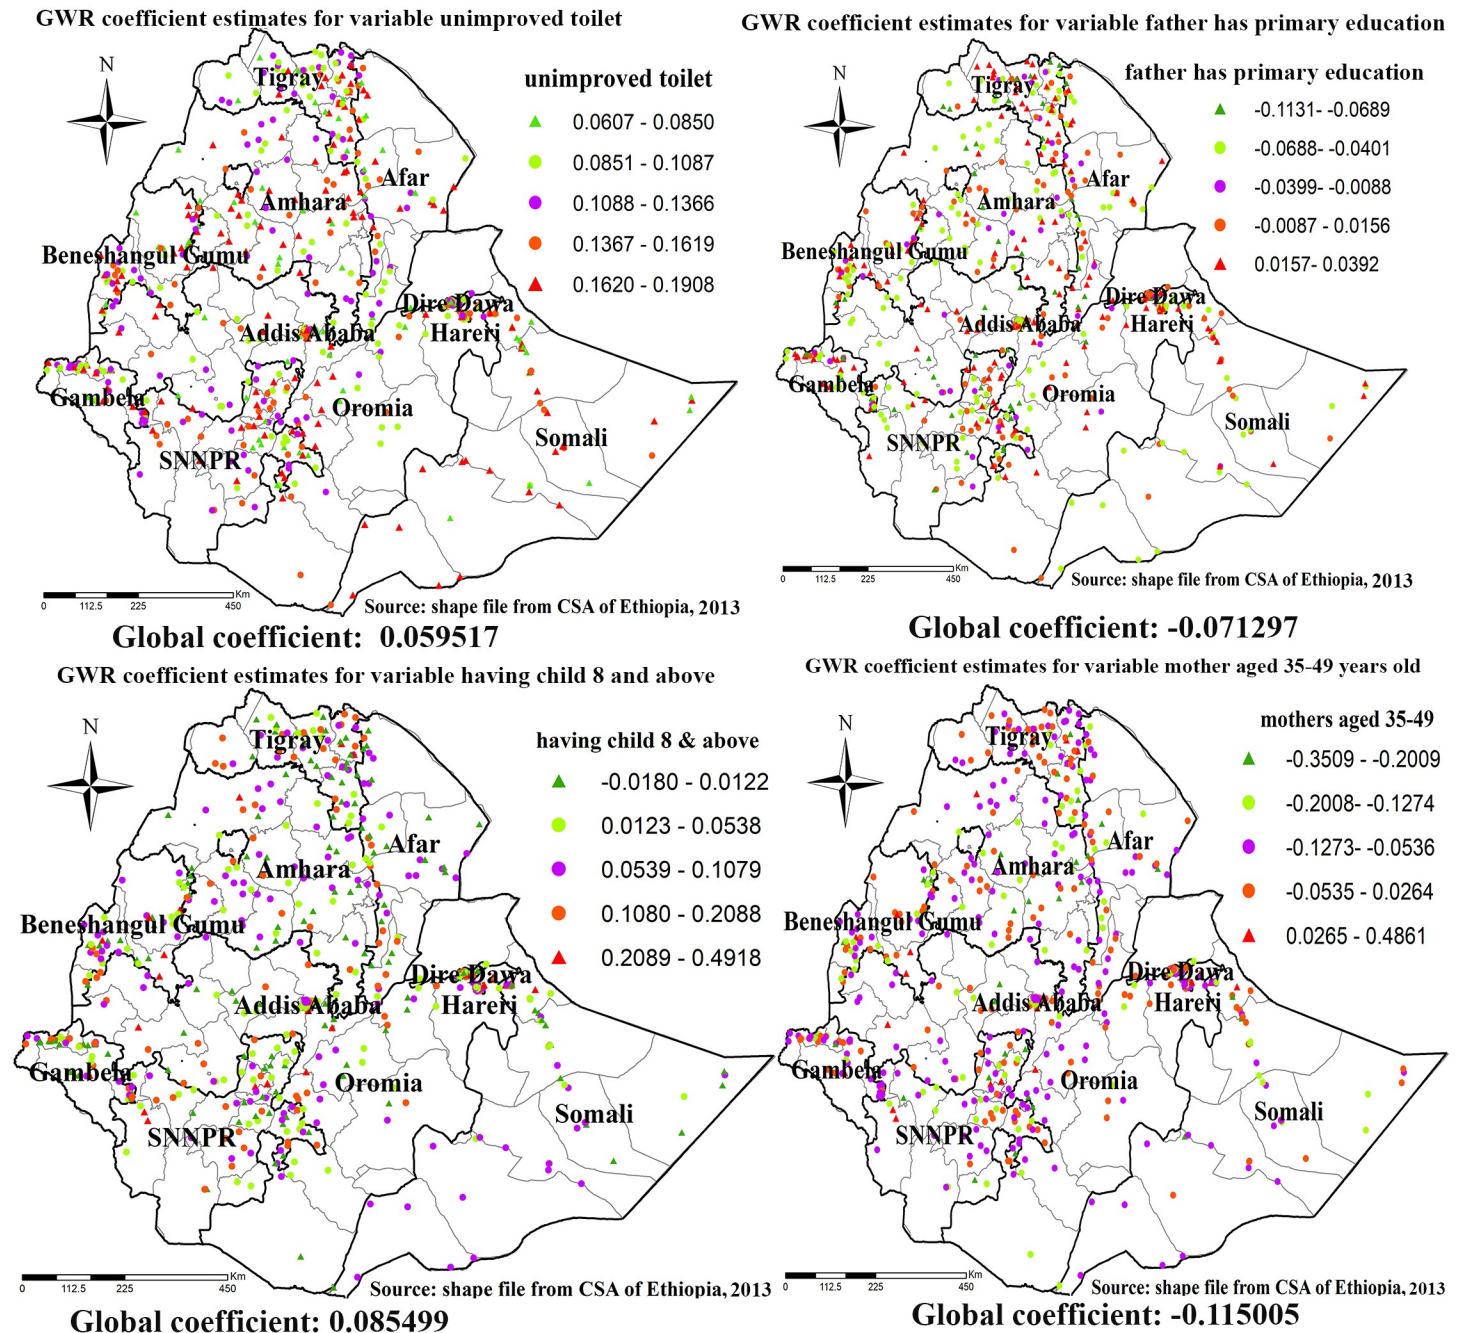 GWR coefficient estimates for variable unimproved toilet
N
unimproved toilet
0.0607 - 0.0850
0.0851 - 0.1087
0.1088 - 0.1366
0.1367 - 0.1619
0.1620 - 0.1908
Tigray
Afar
Amhara
Beneshangul Gumu
Dire Dawa
Addis Ababa
Hareri
Gambela
Oromia
Somali
SNNPR
0 112.5 225 450 Km
Source: shape file from CSA of Ethiopia, 2013
Global coefficient: 0.059517
GWR coefficient estimates for variable father has primary education
N
father has primary education
-0.1131- -0.0689
-0.0688- -0.0401
-0.0399- -0.0088
-0.0087 - 0.0156
0.0157- 0.0392
Tigray
Afar
Amhara
Beneshangul Gumu
Dire Dawa
Addis Ababa
Hareri
Gambela
Oromia
Somali
SNNPR
0 112.5 225 450 Km
Source: shape file from CSA of Ethiopia, 2013
Global coefficient: -0.071297
GWR coefficient estimates for variable having child 8 and above
N
having child 8 & above
-0.0180 - 0.0122
0.0123 - 0.0538
0.0539 - 0.1079
0.1080 - 0.2088
0.2089 - 0.4918
Tigray
Afar
Amhara
Beneshangul Gumu
Dire Dawa
Addis Ababa
Hareri
Gambela
Oromia
Somali
SNNPR
0 112.5 225 450 Km
Source: shape file from CSA of Ethiopia, 2013
Global coefficient: 0.085499
GWR coefficient estimates for variable mother aged 35-49 years old
N
mothers aged 35-49
-0.3509 - -0.2009
-0.2008- -0.1274
-0.1273- -0.0536
-0.0535 - 0.0264
0.0265 - 0.4861
Tigray
Afar
Amhara
Beneshangul Gumu
Dire Dawa
Addis Ababa
Hareri
Gambela
Oromia
Somali
SNNPR
0 112.5 225 450 Km
Source: shape file from CSA of Ethiopia, 2013
Global coefficient: -0.115005